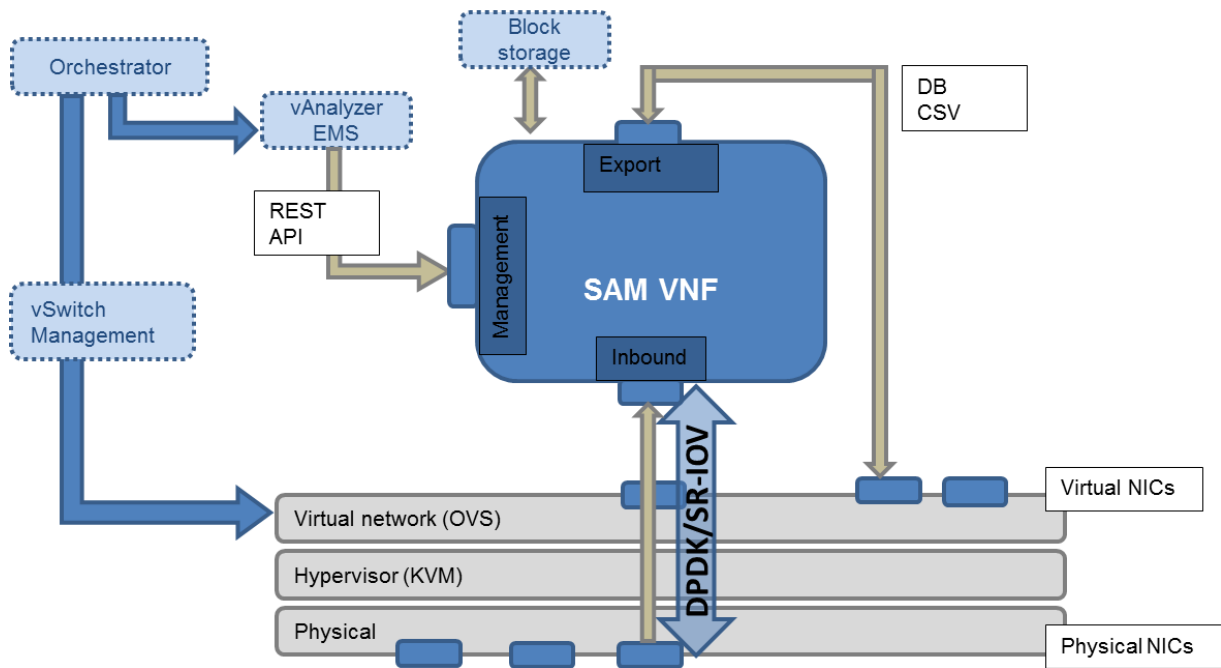 Block
storage
Orchestrator
DB
CSV
vAnalyzer
EMS
Export
REST
API
Management
SAM VNF
vSwitch
Management
Inbound
DPDK/SR-IOV
Virtual NICs
Virtual network (OVS)
Hypervisor (KVM)
Physical
Physical NICs